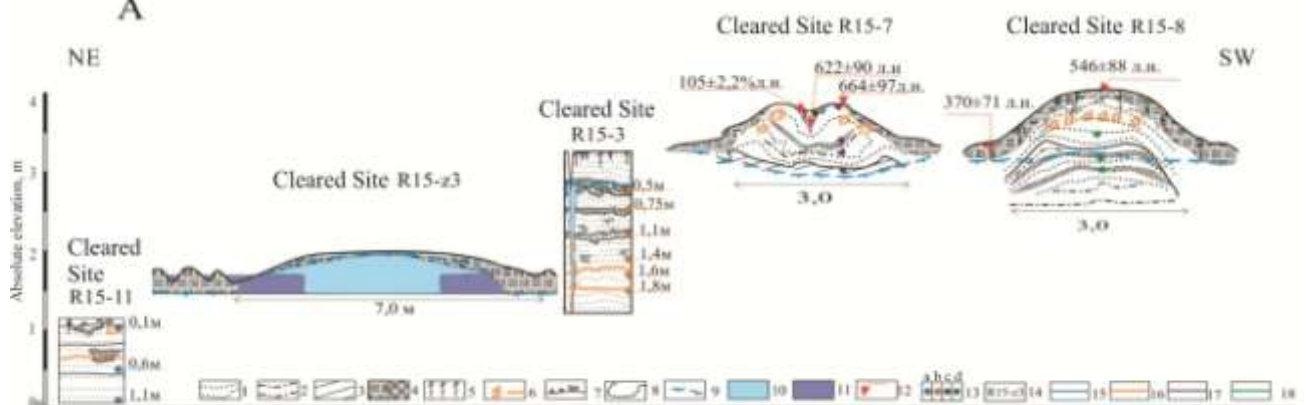 A
NE
Cleared Site R15-7
Cleared Site R15-8
SW
105±2,2%л.н.
622±90 л.н
664±97л.н.
546±88 л.н.
370±71 л.н.
Absolute elevation, m
4
3
2
1
0
Cleared Site R15-z3
Cleared Site
R15-3
0,5м
0,75м
1,1м
1,4м
1,6м
1,8м
3,0
3,0
7,0 м
Cleared
Site
R15-11
0,1м
0,6м
1,1м
1 2 3 4 5 6 7 8 9 10 11 12 a b c d 13 R15-z3 14 15 16 17 18